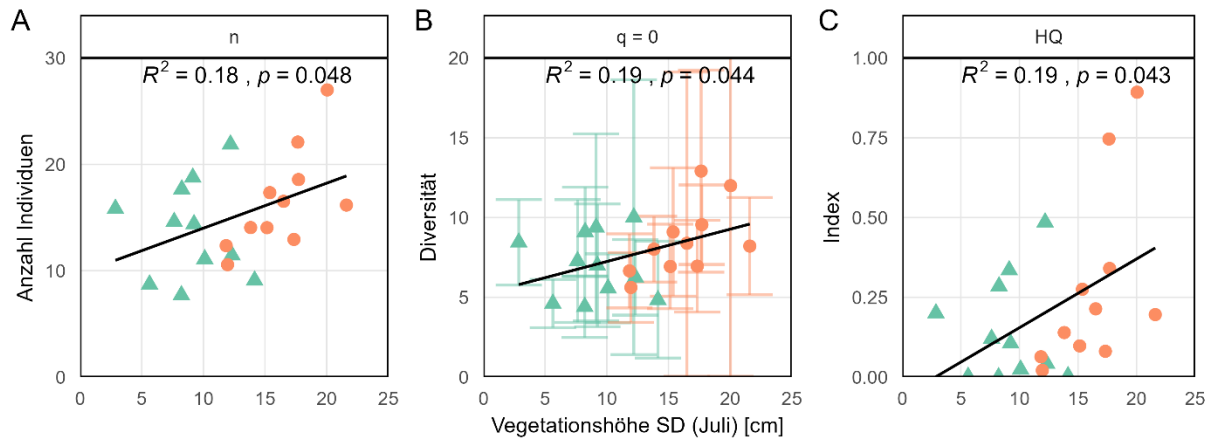 A
n
R² = 0.18 , p = 0.048
Anzahl Individuen
30
20
10
0
0 5 10 15 20 25
B
q = 0
R² = 0.19 , p = 0.044
Diversität
20
15
10
5
0
0 5 10 15 20 25
Vegetationshöhe SD (Juli) [cm]
C
HQ
R² = 0.19 , p = 0.043
Index
1.00
0.75
0.50
0.25
0.00
0 5 10 15 20 25